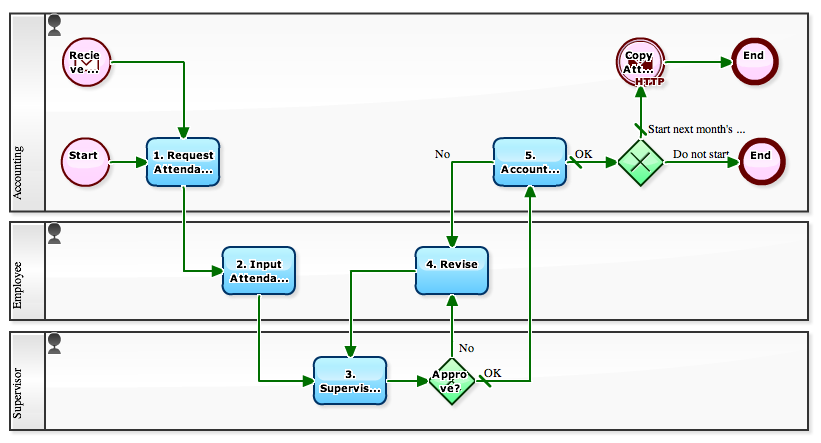 Accounting
Recie
ve-...
Copy
Att...
HTTP
End
Start next month's ...
Start
1. Request
Attenda...
No
5.
Account...
OK
Do not start
End
Employee
2. Input
Attenda...
4. Revise
Supervisor
3.
Supervis...
No
Appro
ve?
OK